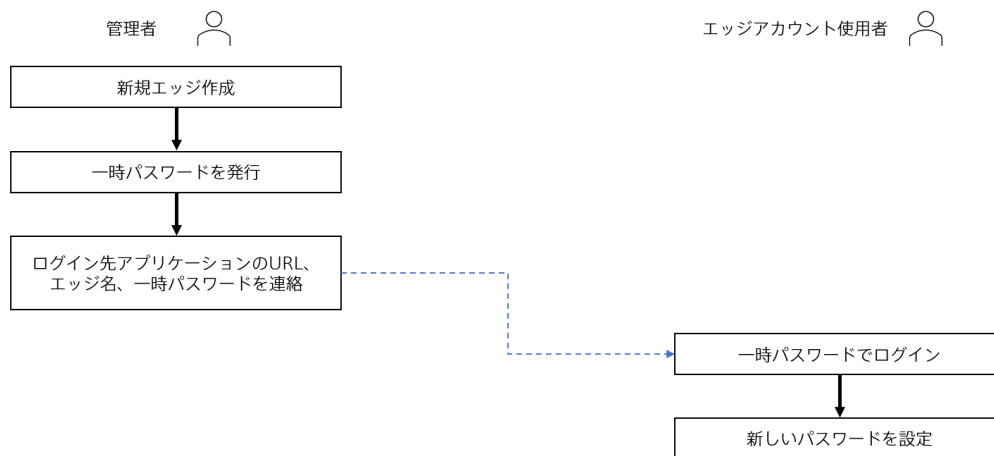 管理者
エッジアカウント使用者
新規エッジ作成
一時パスワードを発行
ログイン先アプリケーションのURL、
エッジ名、一時パスワードを連絡
一時パスワードでログイン
新しいパスワードを設定